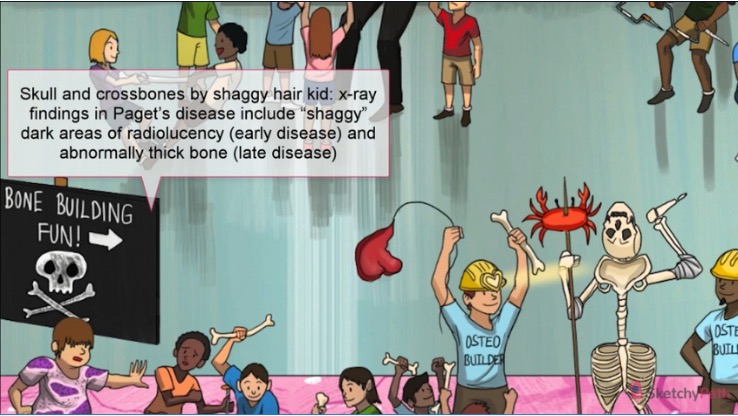 Skull and crossbones by shaggy hair kid: x-ray
findings in Paget's disease include “shaggy”
dark areas of radiolucency (early disease) and
abnormally thick bone (late disease)
BONE BUILDING
FUN!
OSTEO
BUILDER
OSTE
BUIL